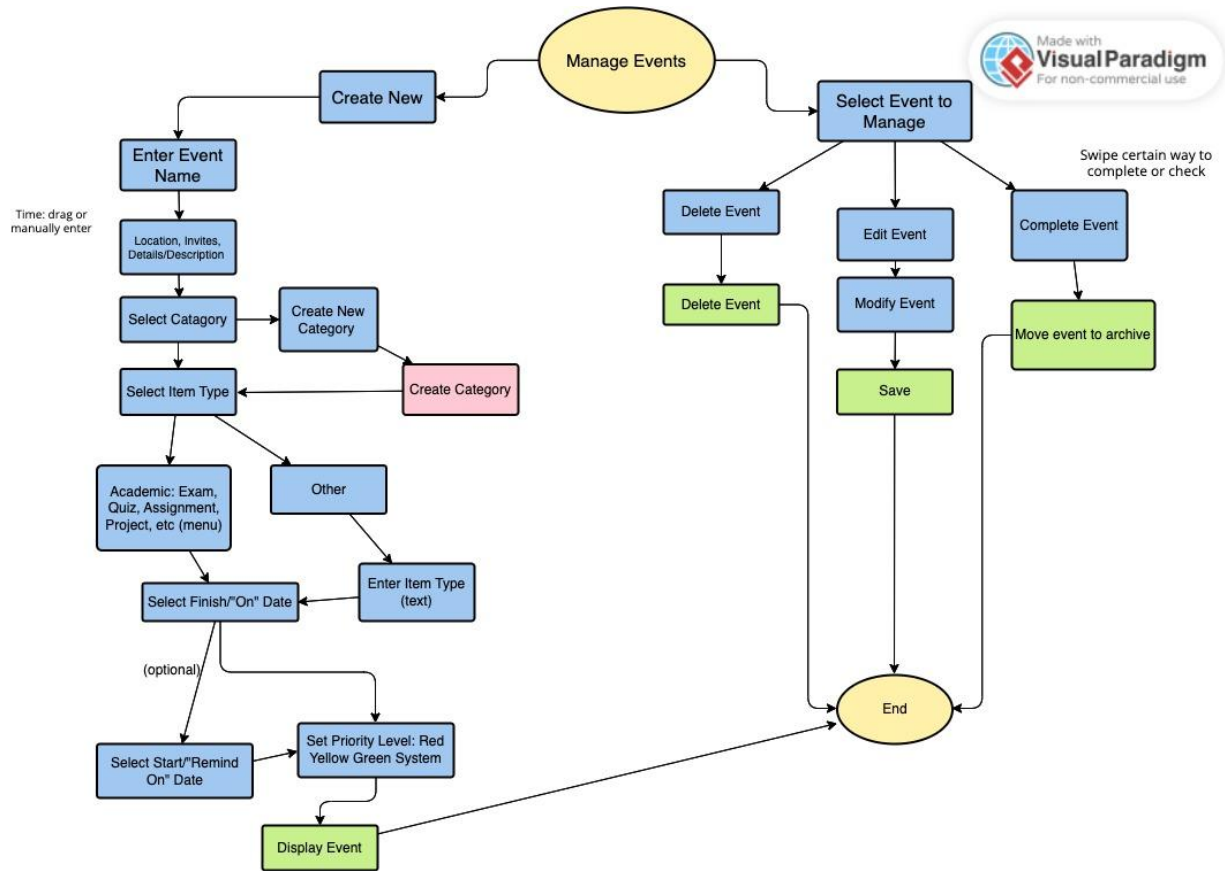 Made with
VisualParadigm
For non-commercial use
Manage Events
Create New
Select Event to
Manage
Enter Event
Name
Swipe certain way to
complete or check
Time: drag or
manually enter
Location, Invites,
Details/Description
Delete Event
Edit Event
Complete Event
Select Catagory
Create New
Category
Delete Event
Modify Event
Move event to archive
Select Item Type
Create Category
Save
Academic: Exam,
Quiz, Assignment,
Project, etc (menu)
Other
Select Finish/"On" Date
Enter Item Type
(text)
(optional)
End
Select Start/"Remind
On" Date
Set Priority Level: Red
Yellow Green System
Display Event